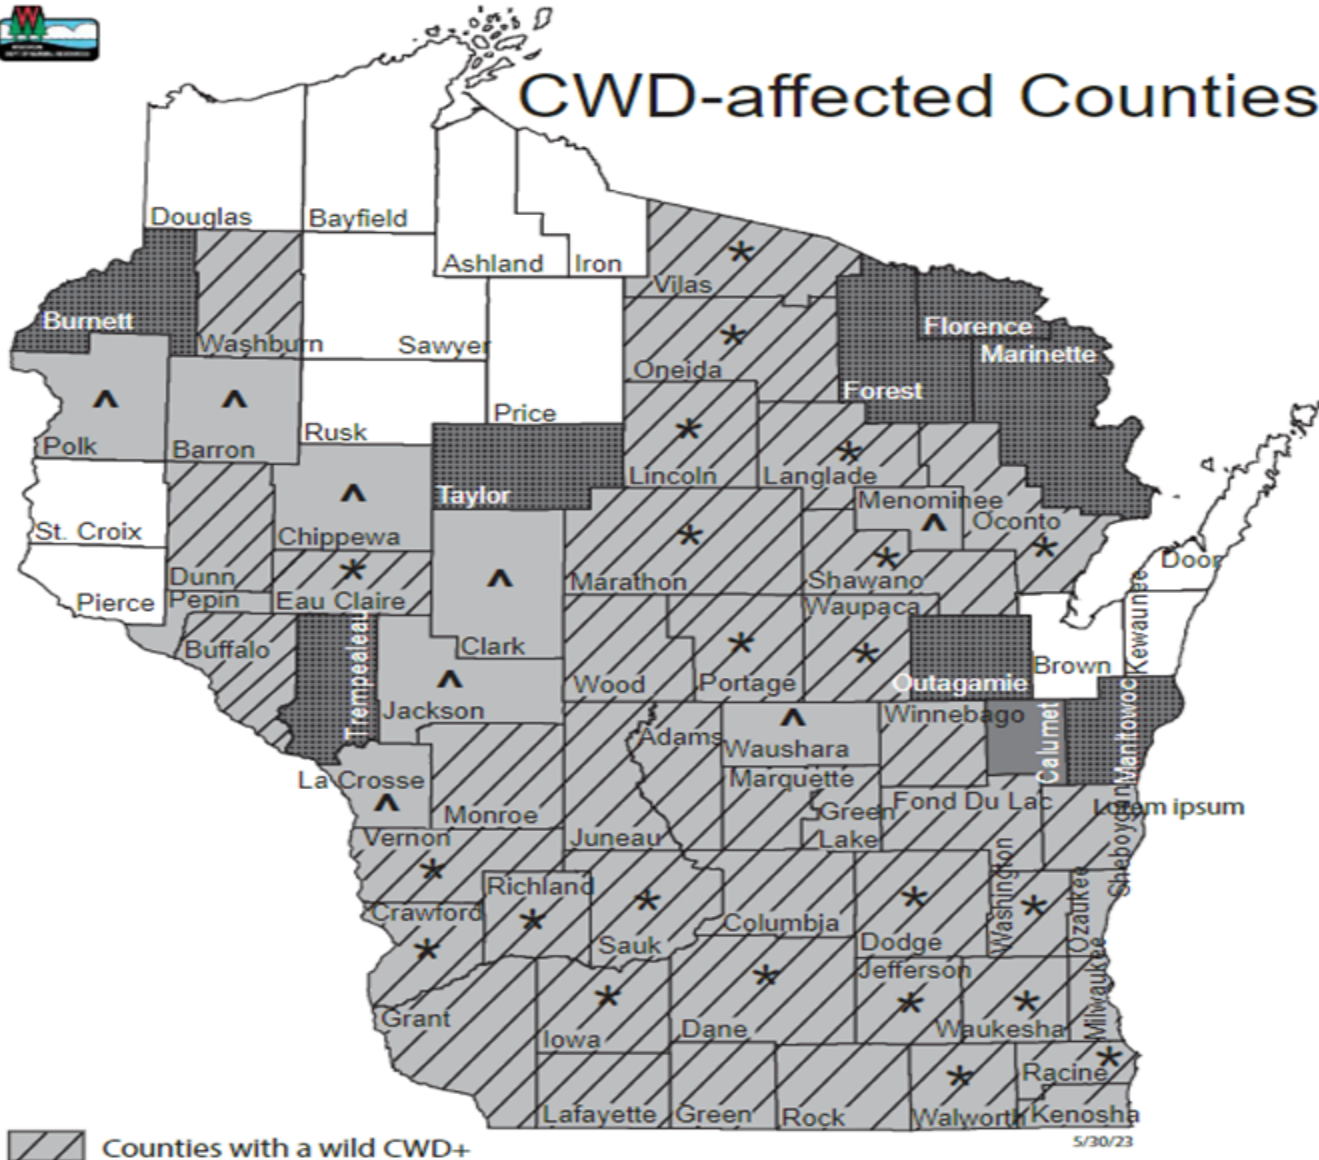 CWD-affected Counties
Douglas
Bayfield
Ashland
Iron
Vilas
Burnett
Washburn
Sawyer
Florence
Marinette
Oneida
Forest
Price
Polk
Barron
Rusk
Lincoln
Langlade
Taylor
Menominee
Oconto
St. Croix
Chippewa
Door
Dunn
Marathon
Shawano
Pepin
Pierce
Eau Claire
Waupaca
Kewaunee
Clark
Buffalo
Trempealeau
Brown
Wood
Portage
Outagamie
Jackson
Winnebago
Calumet
Manitowoc
Adams
Waushara
La Crosse
Marquette
Monroe
Green
Lake
Fond Du Lac
Lorem ipsum
Sheboygan
Vernon
Juneau
Richland
Washington
Ozaukee
Crawford
Columbia
Sauk
Dodge
Jefferson
Milwaukee
Grant
Iowa
Dane
Waukesha
Racine
Lafayette
Green
Rock
Walworth
Kenosha
5/30/23
Counties with a wild CWD+